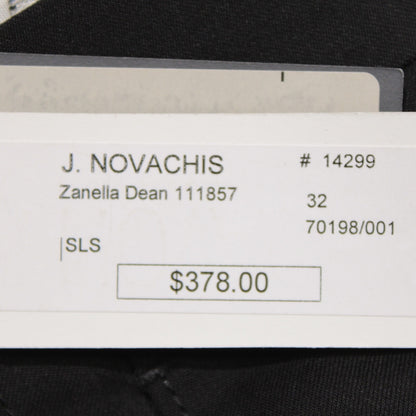 J. NOVACHIS # 14299
Zanella Dean 111857
32
70198/001
SLS
$378.00